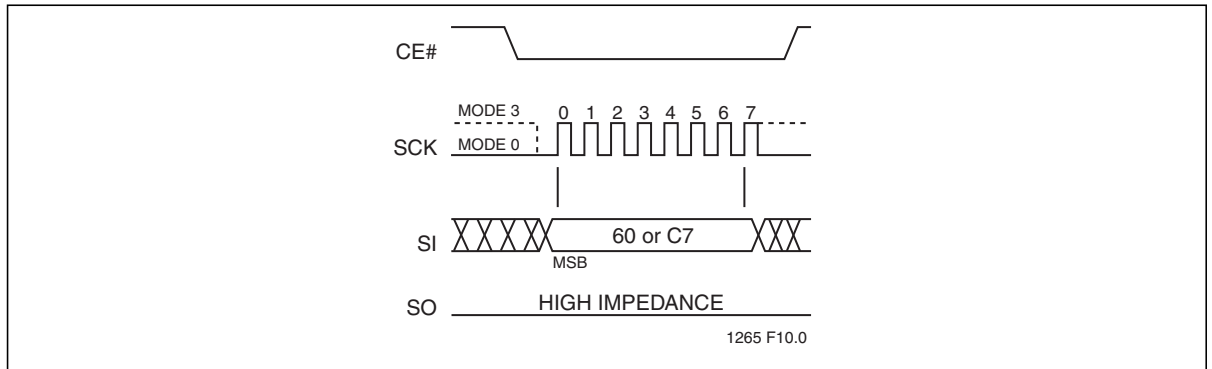 CE#
MODE 3
0 1 2 3 4 5 6 7
SCK
MODE 0
SI
60 or C7
MSB
SO
HIGH IMPEDANCE
1265 F10.0